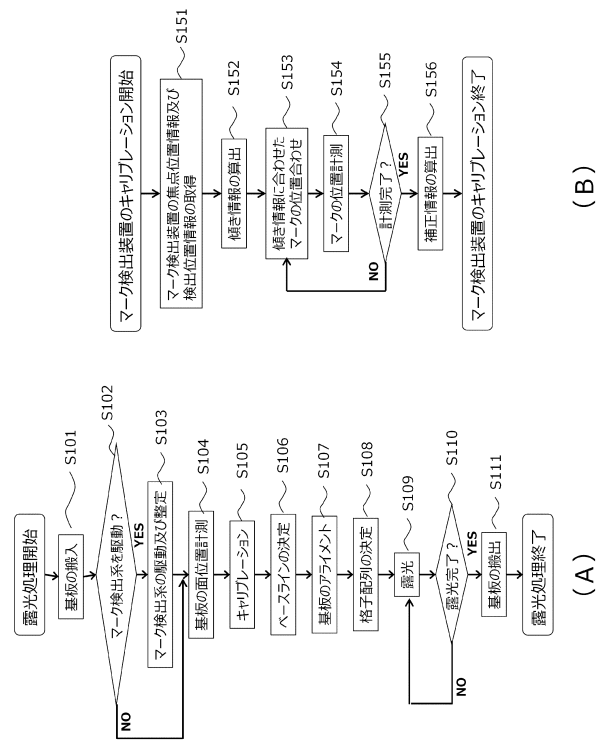 露光処理開始
基板の搬入
S101
マーク検出系を駆動？
S102
YES
NO
マーク検出系の駆動及び整定
S103
基板の面位置計測
S104
キャリブレーション
S105
ベースラインの決定
S106
基板のアライメント
S107
格子配列の決定
S108
露光
S109
露光完了？
S110
NO
YES
基板の搬出
S111
露光処理終了
(A)
マーク検出装置のキャリブレーション開始
マーク検出装置の焦点位置情報及び
検出位置情報の取得
S151
傾き情報の算出
S152
傾き情報に合わせた
マークの位置合わせ
S153
マークの位置計測
S154
計測完了？
S155
NO
YES
補正情報の算出
S156
マーク検出装置のキャリブレーション終了
(B)